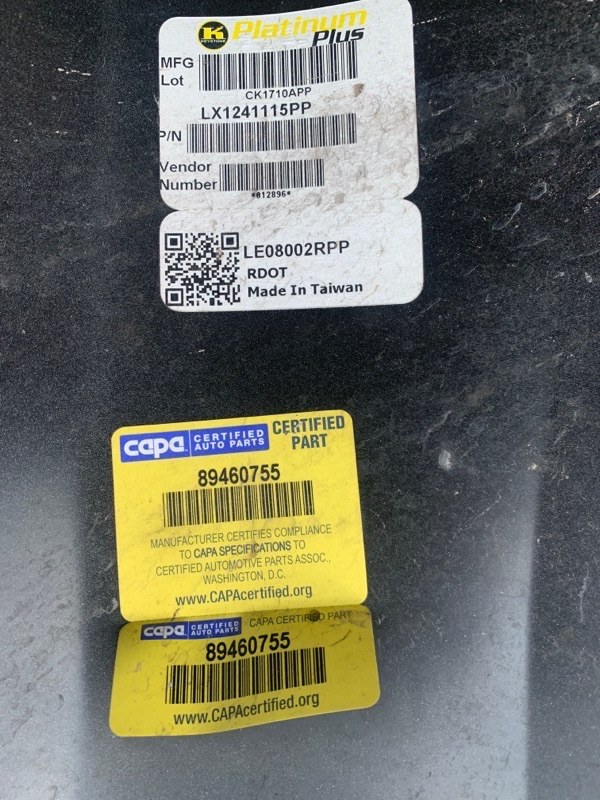 K
KEYSTONE
Platinum
Plus
MFG
Lot
CK1710APP
LX1241115PP
P/N
Vendor
Number
*812896*
LE08002RPP
RDOT
Made In Taiwan
capa CERTIFIED
AUTO PARTS
CERTIFIED
PART
89460755
MANUFACTURER CERTIFIES COMPLIANCE
TO CAPA SPECIFICATIONS TO
CERTIFIED AUTOMOTIVE PARTS ASSOC.,
WASHINGTON, D.C.
www.CAPAcertified.org
capa CERTIFIED
AUTO PARTS
CAPA CERTIFIED PART
89460755
www.CAPAcertified.org